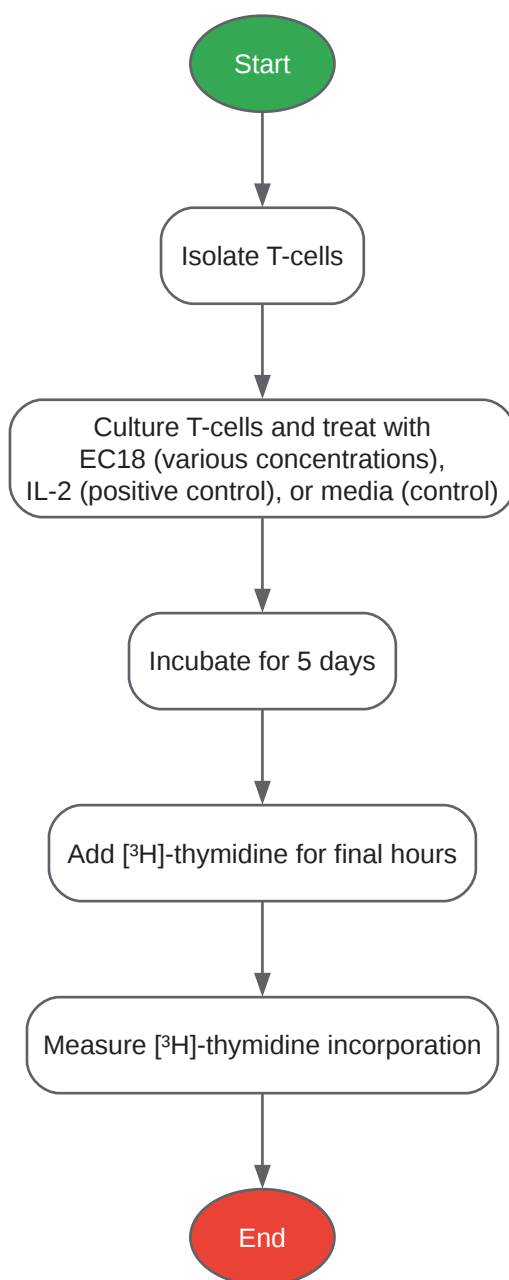 Start
Isolate T-cells
Culture T-cells and treat with
EC18 (various concentrations),
IL-2 (positive control), or media (control)
Incubate for 5 days
Add [³H]-thymidine for final hours
Measure [³H]-thymidine incorporation
End